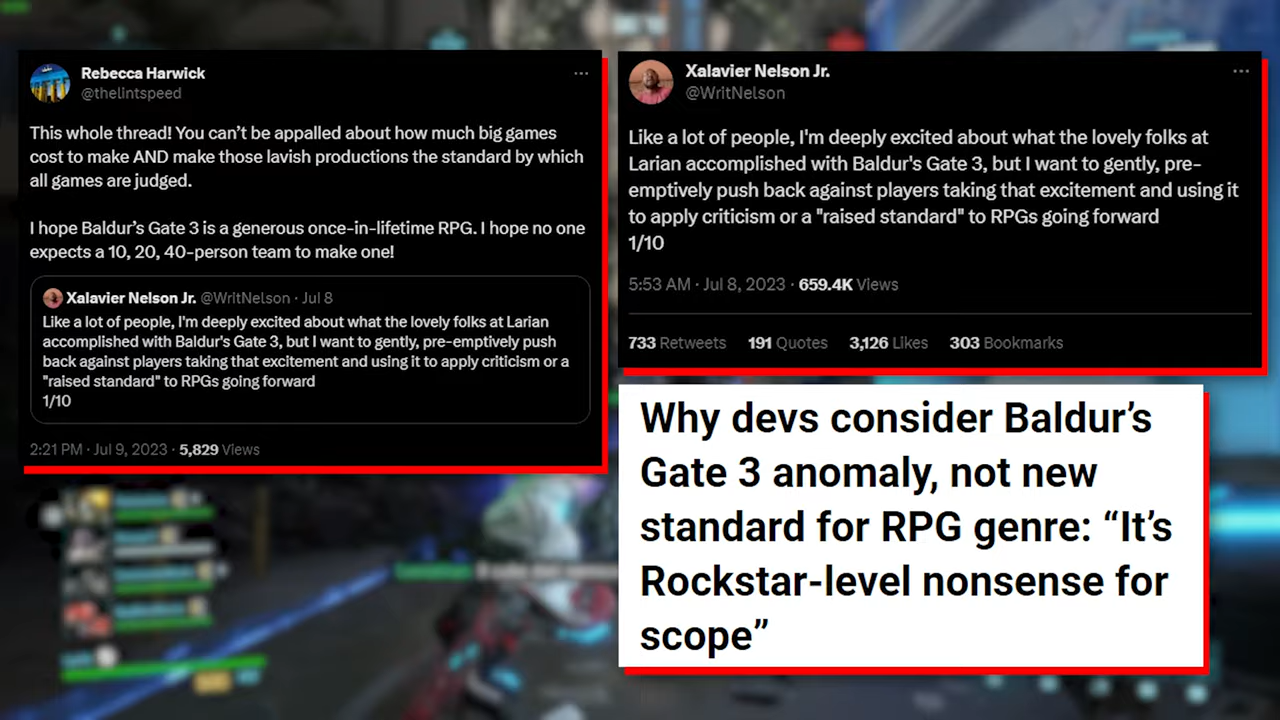 Rebecca Harwick
@thelintspeed
This whole thread! You can’t be appalled about how much big games
cost to make AND make those lavish productions the standard by which
all games are judged.
I hope Baldur’s Gate 3 is a generous once-in-lifetime RPG. I hope no one
expects a 10, 20, 40-person team to make one!
Xalavier Nelson Jr. @WritNelson · Jul 8
Like a lot of people, I'm deeply excited about what the lovely folks at Larian
accomplished with Baldur's Gate 3, but I want to gently, pre-emptively push
back against players taking that excitement and using it to apply criticism or a
"raised standard" to RPGs going forward
1/10
2:21 PM · Jul 9, 2023 · 5,829 Views
Xalavier Nelson Jr.
@WritNelson
Like a lot of people, I'm deeply excited about what the lovely folks at
Larian accomplished with Baldur's Gate 3, but I want to gently, pre-
emptively push back against players taking that excitement and using it
to apply criticism or a "raised standard" to RPGs going forward
1/10
5:53 AM · Jul 8, 2023 · 659.4K Views
733 Retweets 191 Quotes 3,126 Likes 303 Bookmarks
Why devs consider Baldur’s
Gate 3 anomaly, not new
standard for RPG genre: “It’s
Rockstar-level nonsense for
scope”